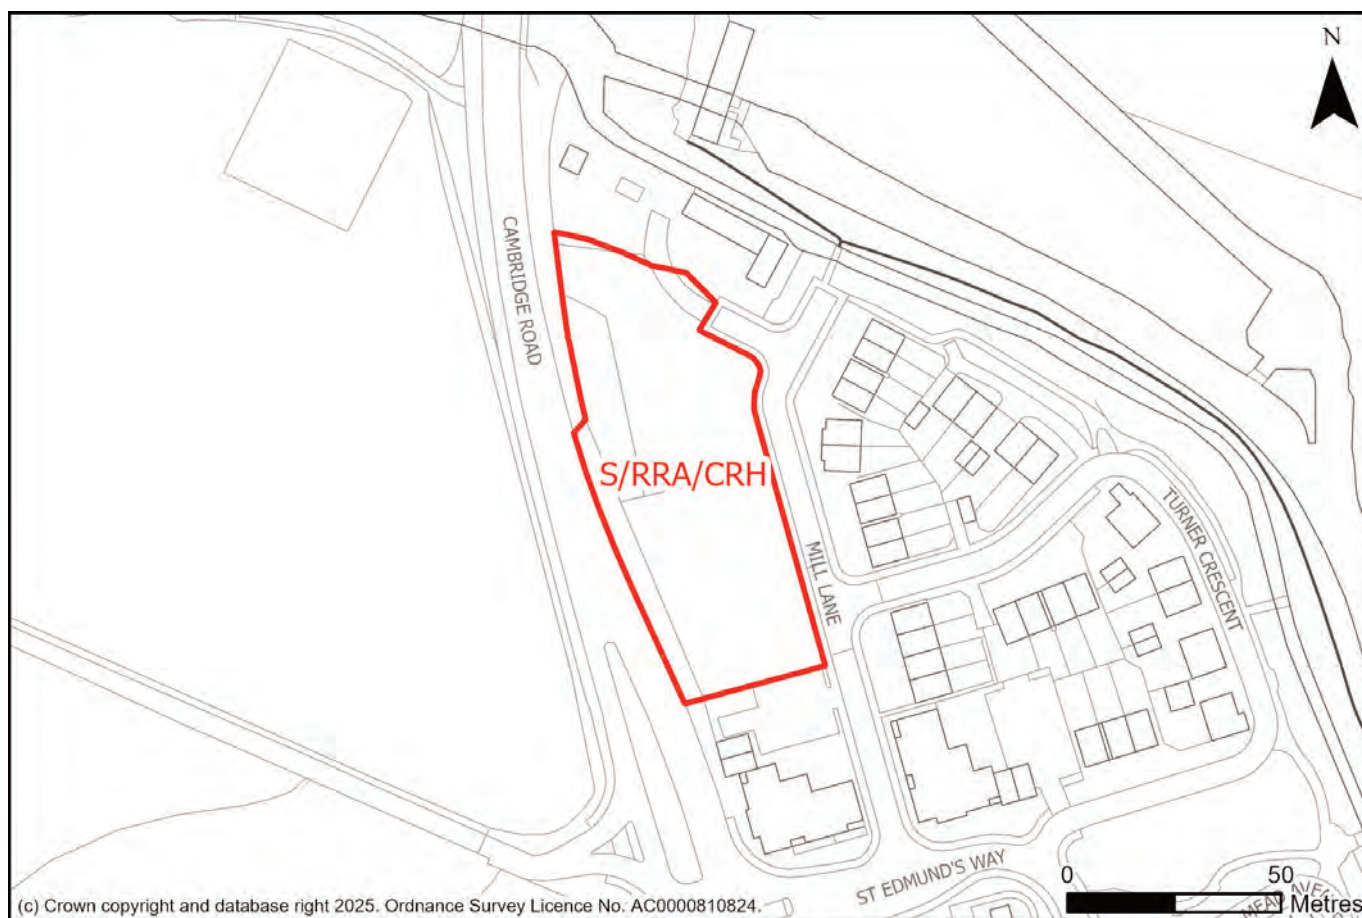 N
CAMBRIDGE ROAD
S/RRA/CRH
MILL LANE
TURNER CRESCENT
ST EDMUND'S WAY
0 50
Metres
(c) Crown copyright and database right 2025. Ordnance Survey Licence No. AC0000810824.